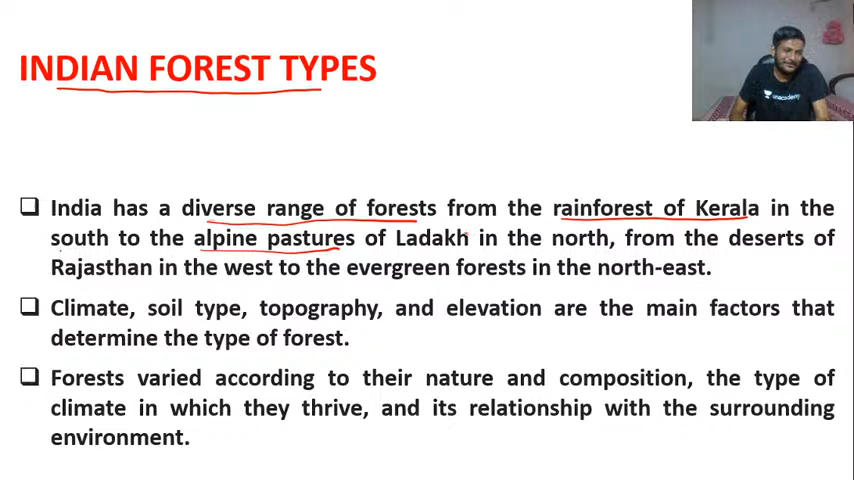 INDIAN FOREST TYPES
unacademy
India has a diverse range of forests from the rainforest of Kerala in the
south to the alpine pastures of Ladakh in the north, from the deserts of
Rajasthan in the west to the evergreen forests in the north-east.
Climate, soil type, topography, and elevation are the main factors that
determine the type of forest.
Forests varied according to their nature and composition, the type of
climate in which they thrive, and its relationship with the surrounding
environment.